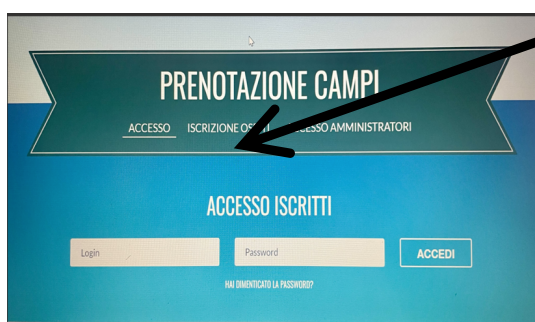 PRENOTAZIONE CAMPI
ACCESSO ISCRIZIONE AMMINISTRATORI
ACCESSO ISCRITTI
Login Password ACCEDI
HAI DIMENTICATO LA PASSWORD?